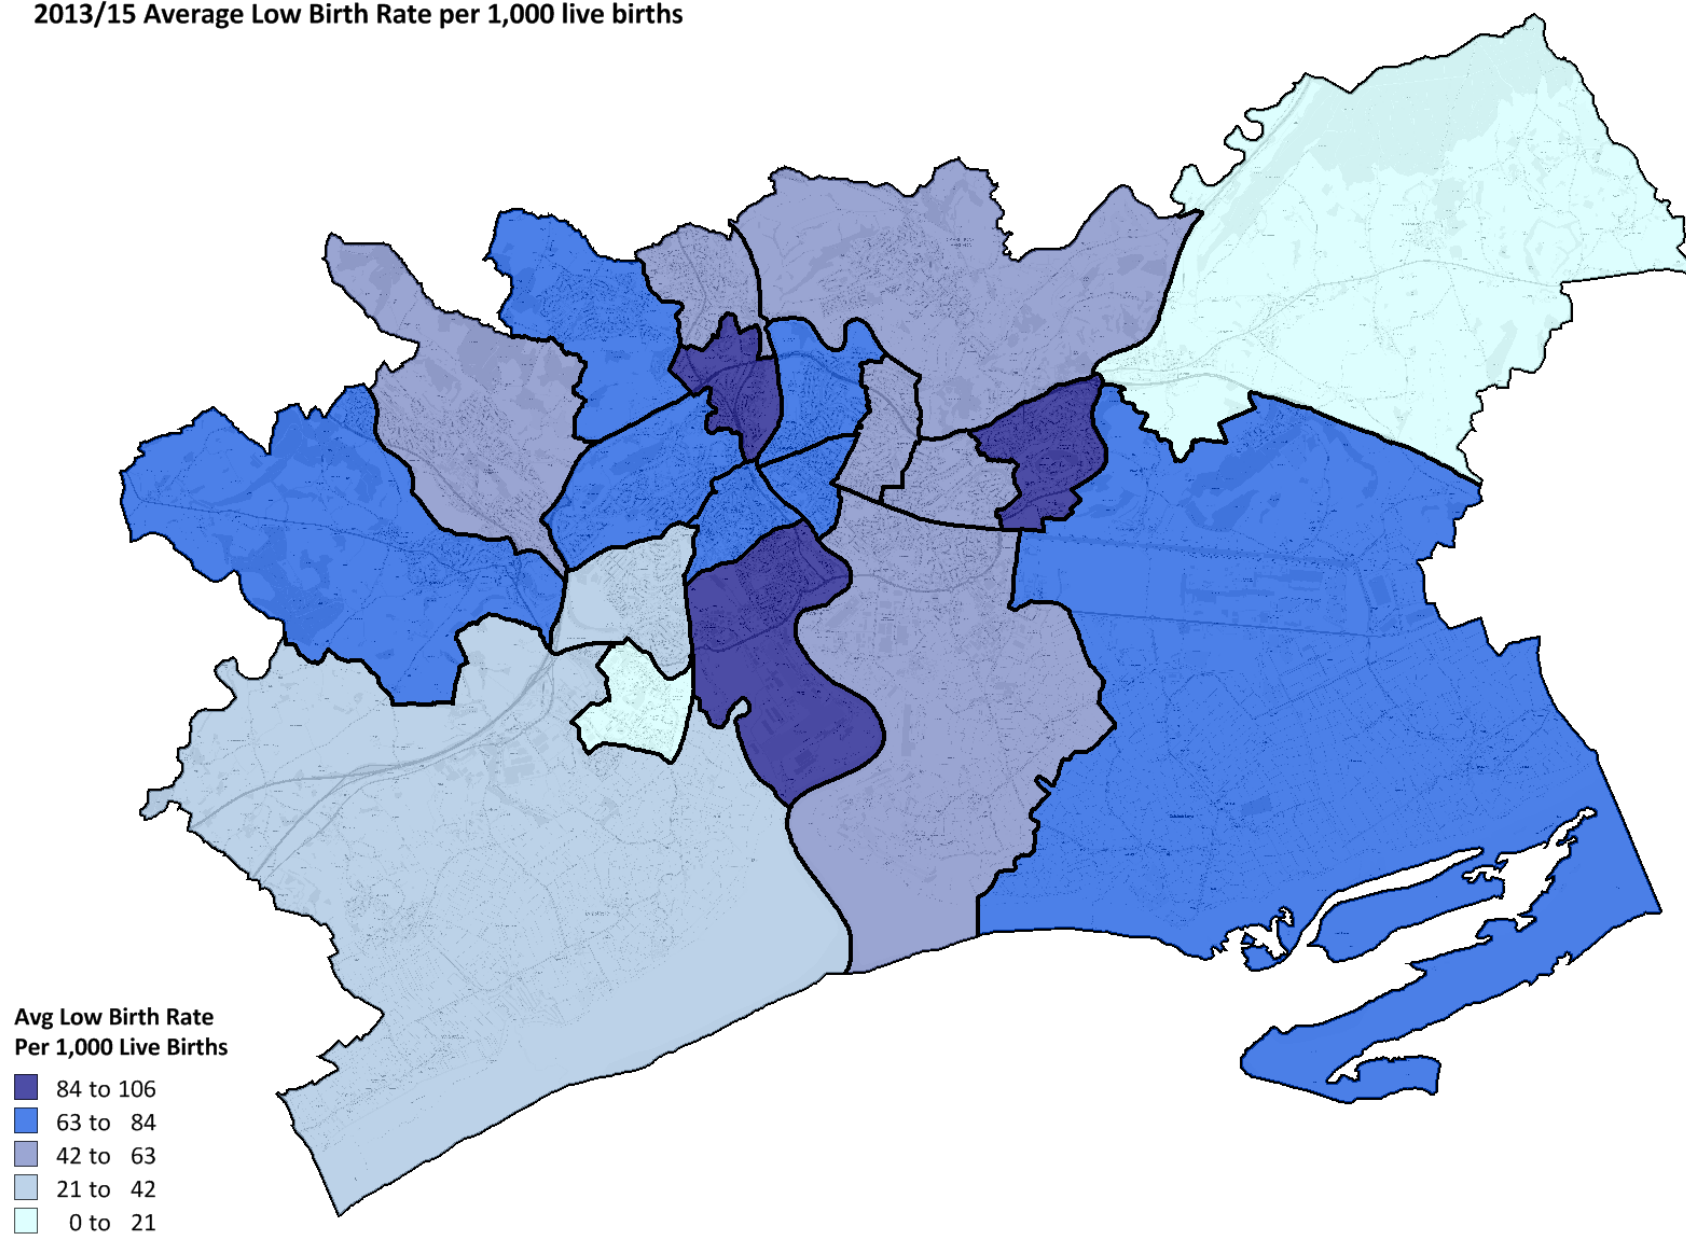 2013/15 Average Low Birth Rate per 1,000 live births
Avg Low Birth Rate
Per 1,000 Live Births
84 to 106
63 to 84
42 to 63
21 to 42
0 to 21